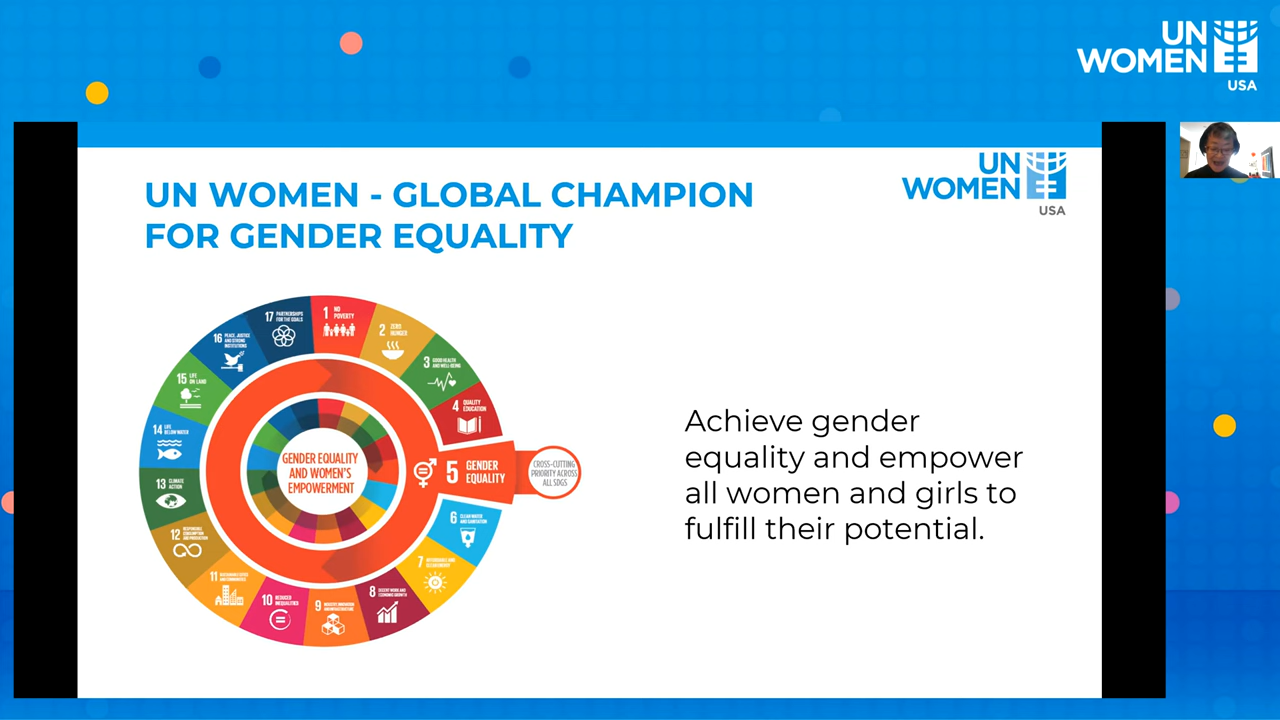 UN
WOMEN
USA
UN
WOMEN
USA
UN WOMEN - GLOBAL CHAMPION
FOR GENDER EQUALITY
17 PARTNERSHIPS
FOR THE GOALS
1 NO
POVERTY
2 ZERO
HUNGER
3 GOOD HEALTH
AND WELL-BEING
4 QUALITY
EDUCATION
5 GENDER
EQUALITY
CROSS-CUTTING
PRIORITY ACROSS
ALL SDGS
6 CLEAN WATER
AND SANITATION
7 AFFORDABLE AND
CLEAN ENERGY
8 DECENT WORK AND
ECONOMIC GROWTH
9 INDUSTRY, INNOVATION
AND INFRASTRUCTURE
10 REDUCED
INEQUALITIES
11 SUSTAINABLE CITIES
AND COMMUNITIES
12 RESPONSIBLE
CONSUMPTION
AND PRODUCTION
13 CLIMATE
ACTION
14 LIFE
BELOW WATER
15 LIFE
ON LAND
16 PEACE, JUSTICE
AND STRONG
INSTITUTIONS
GENDER EQUALITY
AND WOMEN'S
EMPOWERMENT
Achieve gender
equality and empower
all women and girls to
fulfill their potential.